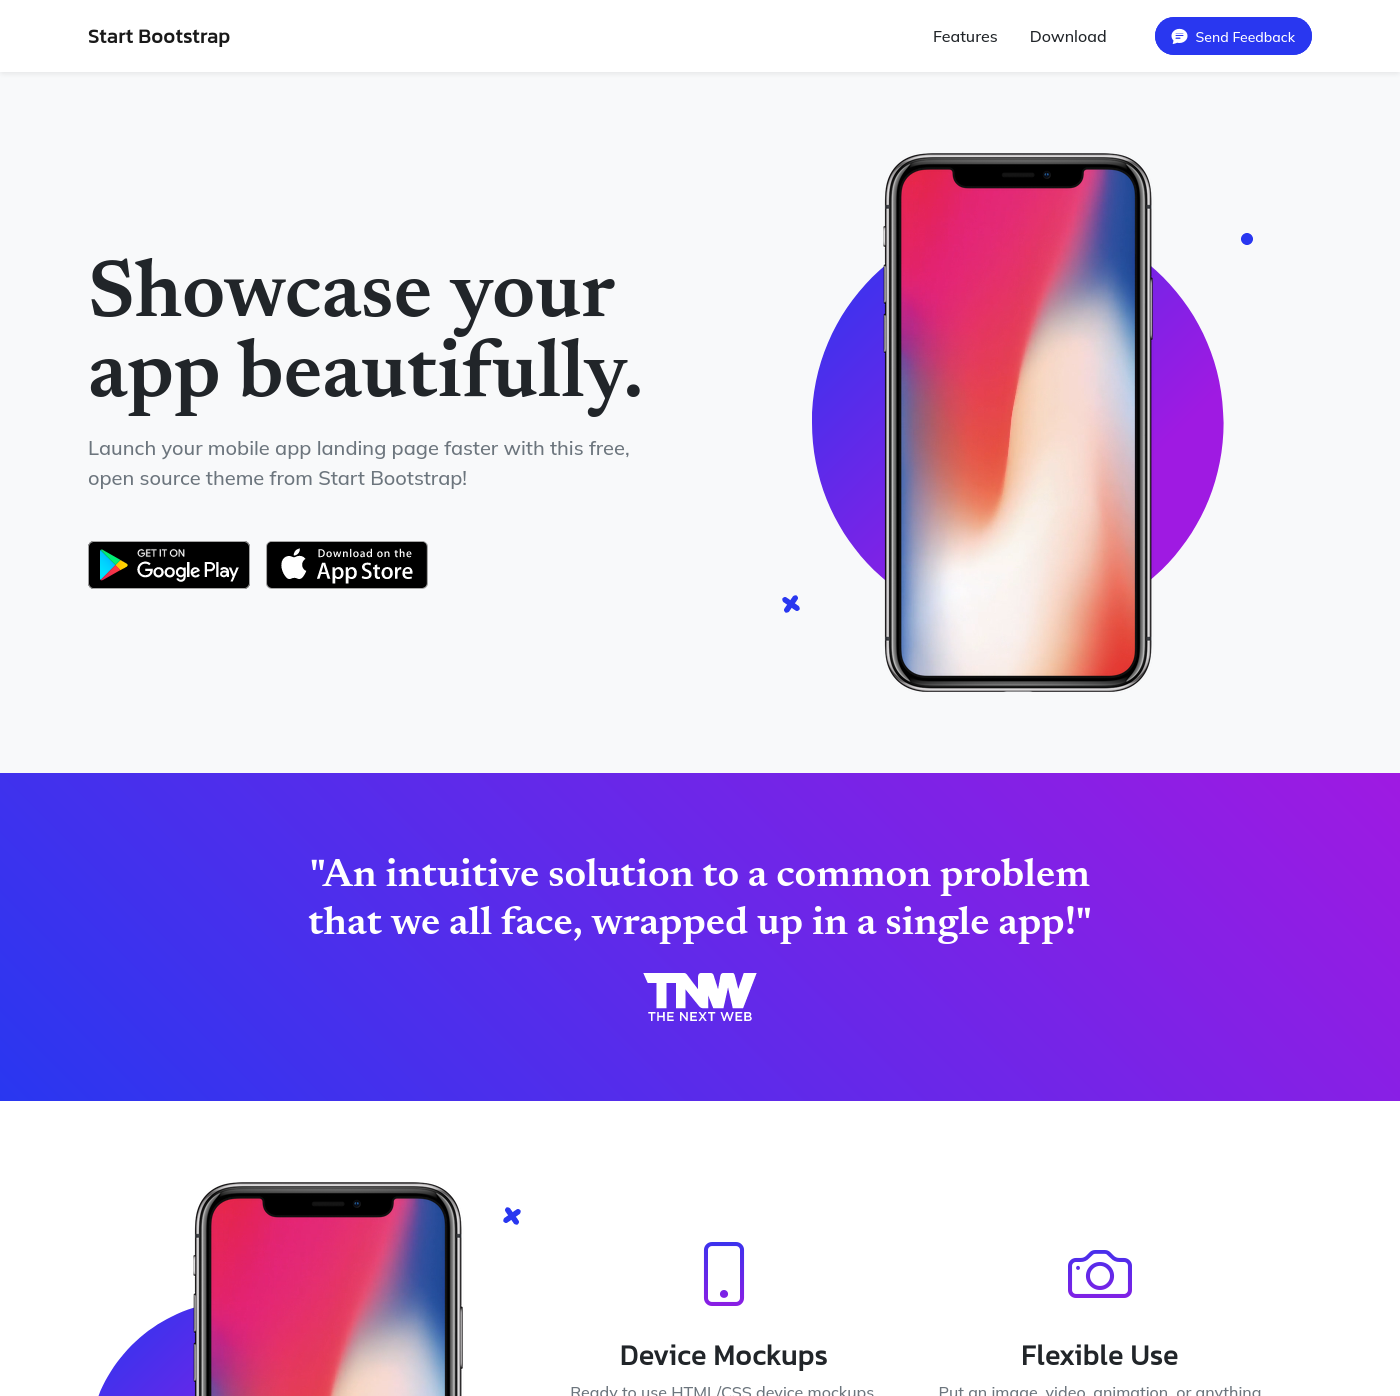 Start Bootstrap
Features
Download
Send Feedback
Showcase your
app beautifully.
Launch your mobile app landing page faster with this free,
open source theme from Start Bootstrap!
GET IT ON
Google Play
Download on the
App Store
"An intuitive solution to a common problem
that we all face, wrapped up in a single app!"
TNW
THE NEXT WEB
Device Mockups
Ready to use HTML/CSS device mockups,
Flexible Use
Put an image, video, animation, or anything